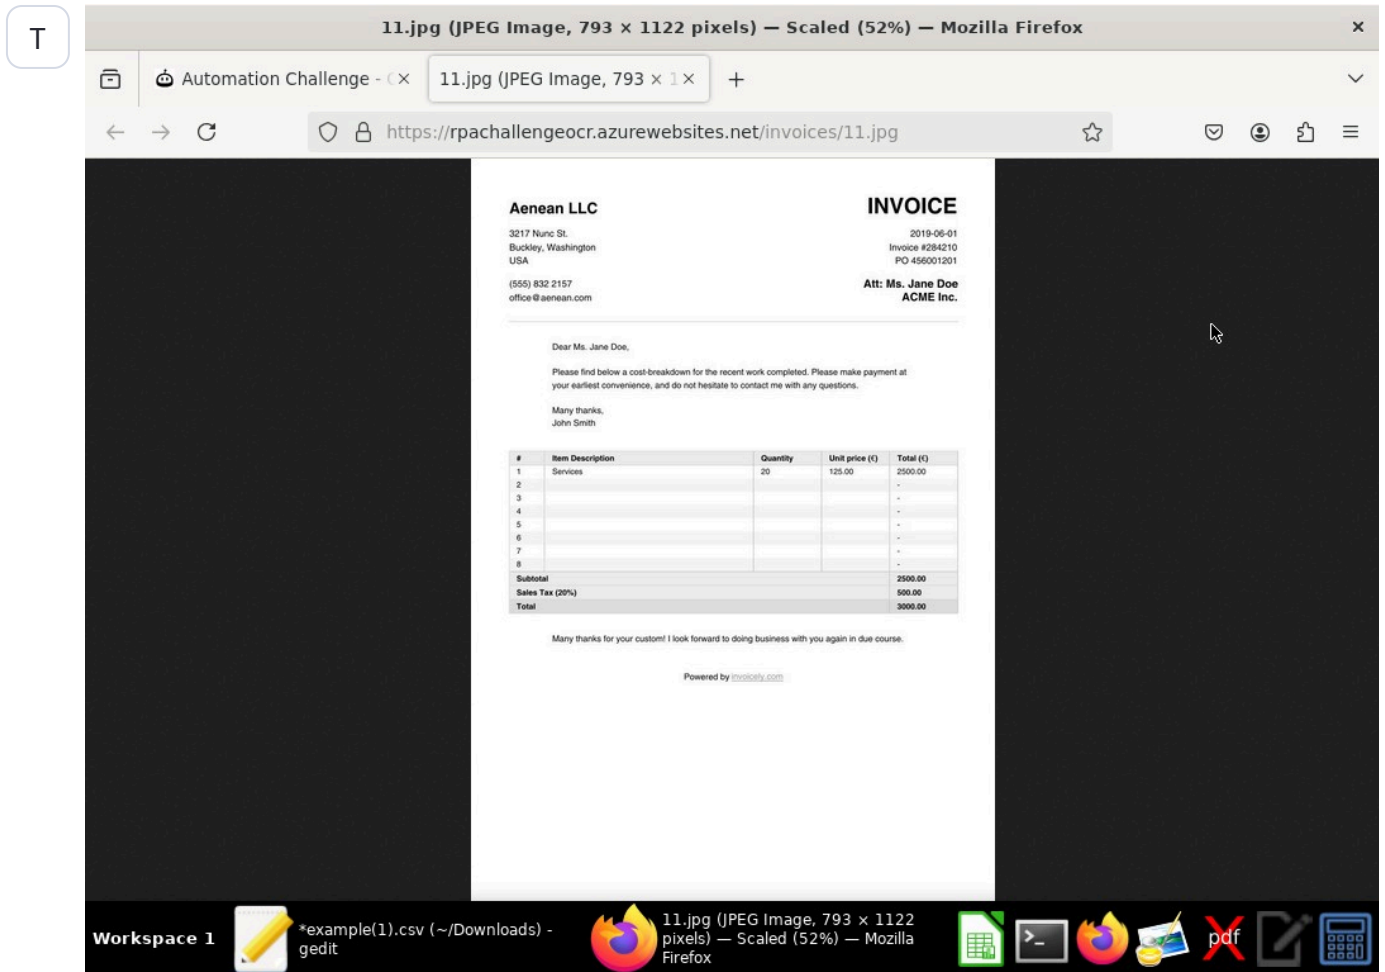 T
11.jpg (JPEG Image, 793 × 1122 pixels) — Scaled (52%) — Mozilla Firefox
Automation Challenge -
11.jpg (JPEG Image, 793 × 1
https://rpachallengeocr.azurewebsites.net/invoices/11.jpg
Aenean LLC
INVOICE
3217 Nunc St.
2019-06-01
Buckley, Washington
Invoice #284210
USA
PO 456001201
(555) 832 2157
Att: Ms. Jane Doe
office@aenean.com
ACME Inc.
Dear Ms. Jane Doe,
Please find below a cost-breakdown for the recent work completed. Please make payment at
your earliest convenience, and do not hesitate to contact me with any questions.
Many thanks,
John Smith
# Item Description Quantity Unit price (€) Total (€)
1 Services 20 125.00 2500.00
2 -
3 -
4 -
5 -
6 -
7 -
8 -
Subtotal 2500.00
Sales Tax (20%) 500.00
Total 3000.00
Many thanks for your custom! I look forward to doing business with you again in due course.
Powered by invoicely.com
Workspace 1
*example(1).csv (~/Downloads) -
gedit
11.jpg (JPEG Image, 793 × 1122
pixels) — Scaled (52%) — Mozilla
Firefox
pdf